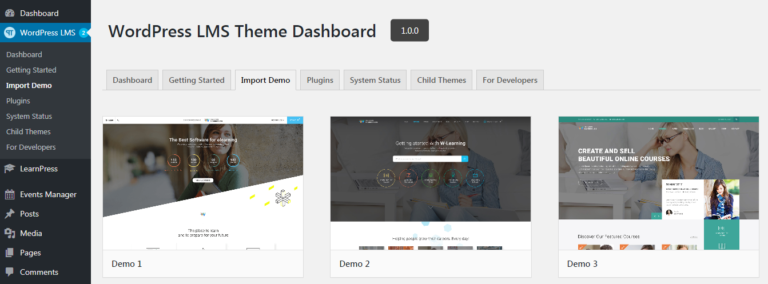 Dashboard
WordPress LMS 2
Dashboard
Getting Started
Import Demo
Plugins
System Status
Child Themes
For Developers
LearnPress
Events Manager
Posts
Media
Pages
Comments
WordPress LMS Theme Dashboard 1.0.0
Dashboard Getting Started Import Demo Plugins System Status Child Themes For Developers
The Best Software for eLearning
Demo 1
Getting started with W-Learning
Demo 2
CREATE AND SELL
BEAUTIFUL ONLINE COURSES
Discover Our Featured Courses
Demo 3